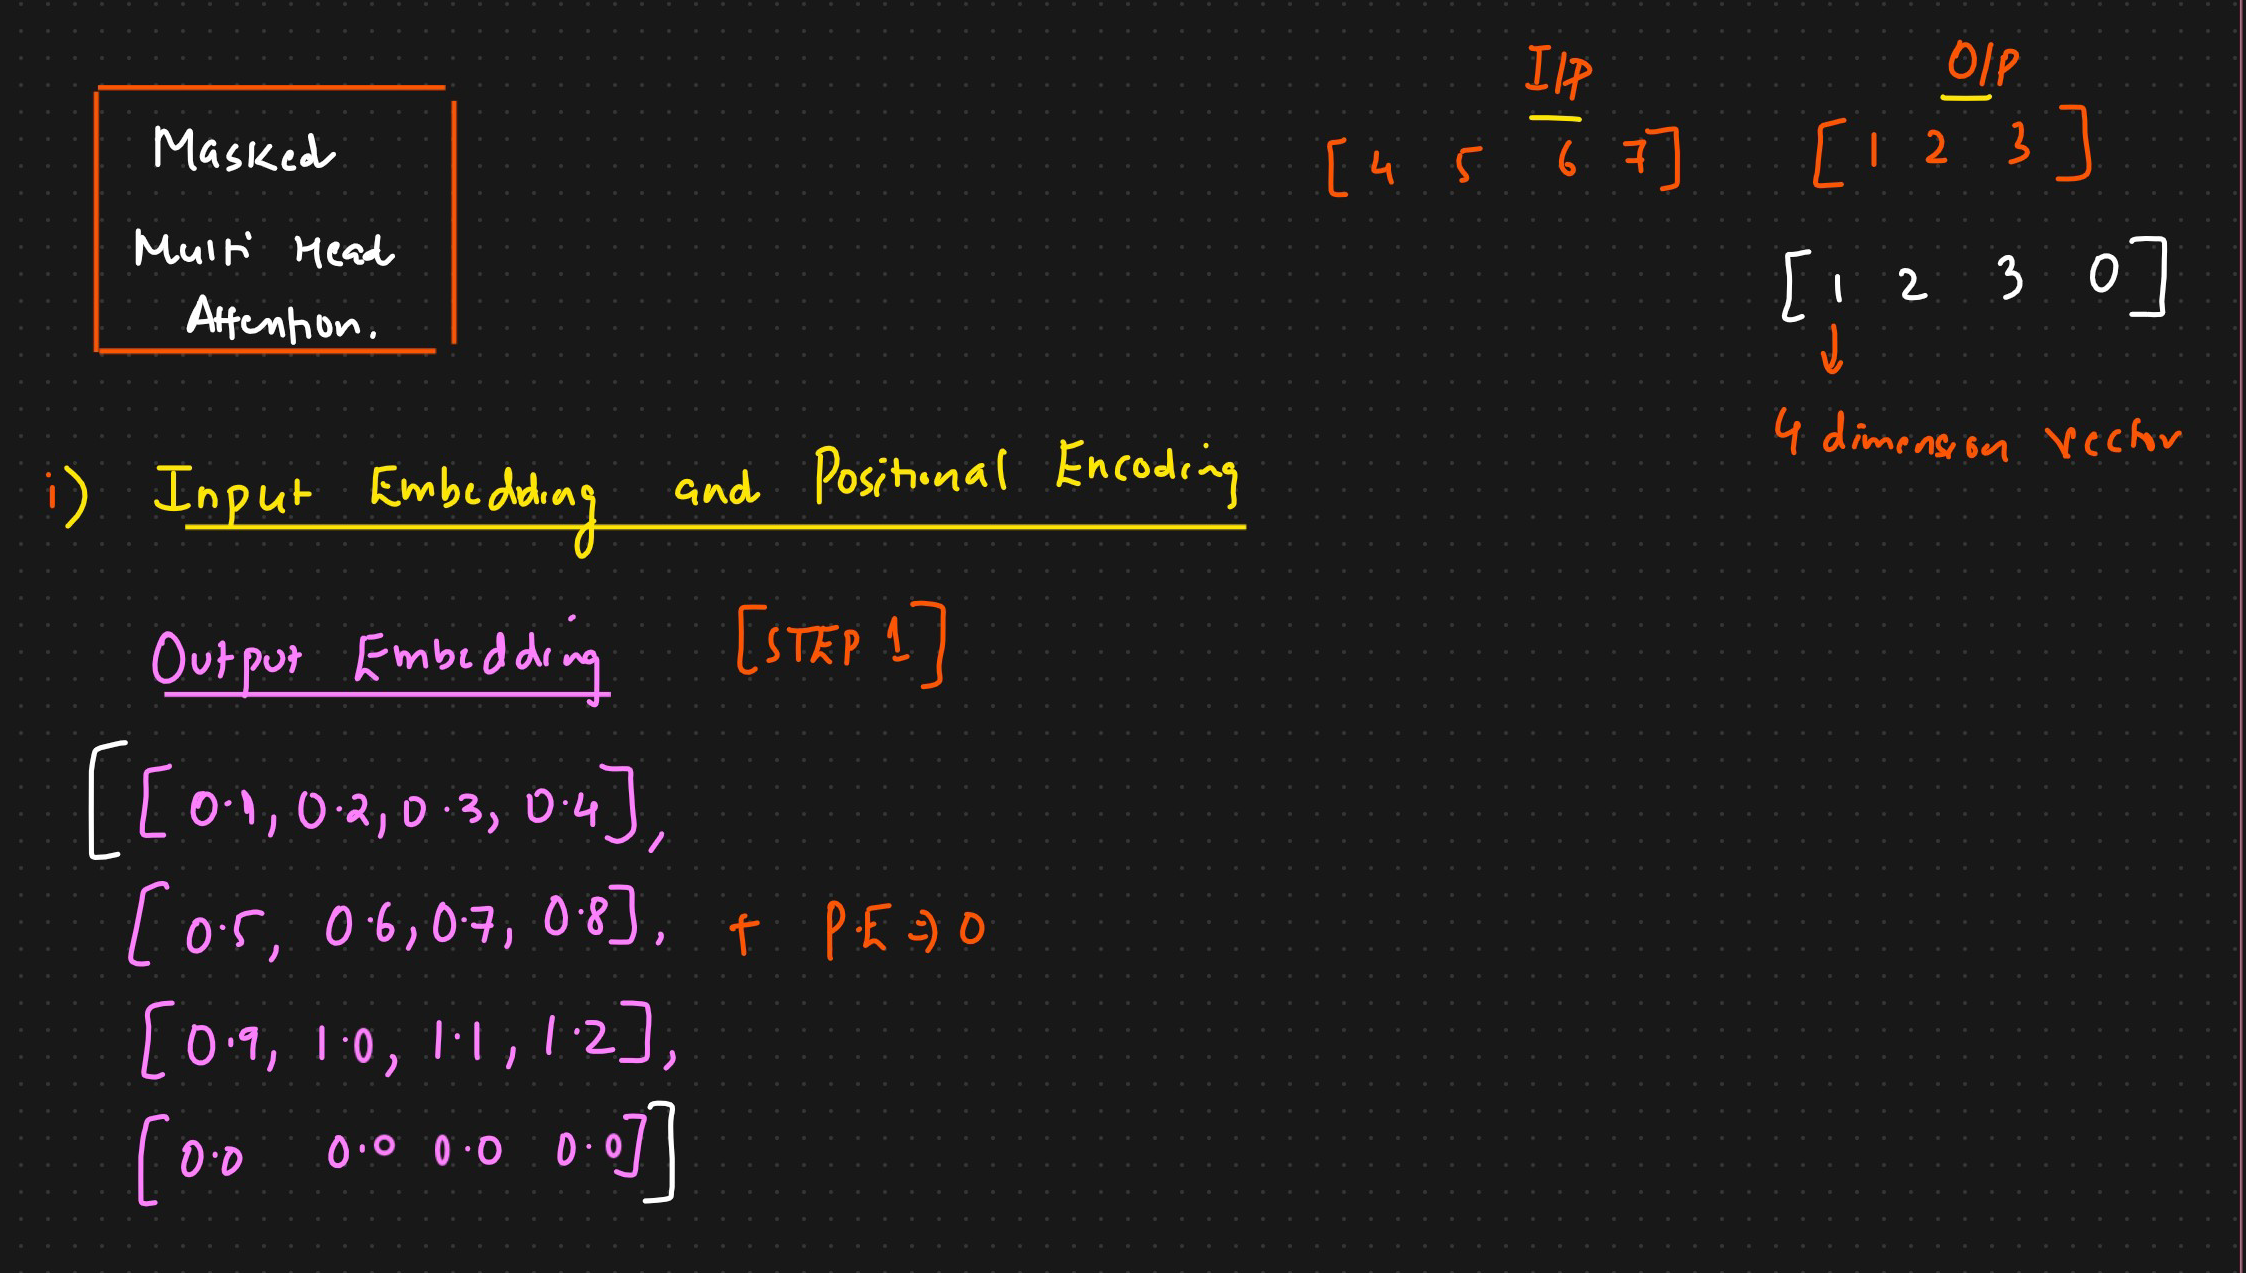 I/P
O/P
[ 4 5 6 7 ]
[ 1 2 3 ]
Masked
Multi Head
Attention.
[ 1 2 3 0 ]
↓
4 dimension vector
i) Input Embedding and Positional Encoding
Output Embedding [STEP 1]
[ [ 0.1, 0.2, 0.3, 0.4 ],
[ 0.5, 0.6, 0.7, 0.8 ], + P.E ⇒ 0
[ 0.9, 1.0, 1.1, 1.2 ],
[ 0.0 0.0 0.0 0.0 ] ]